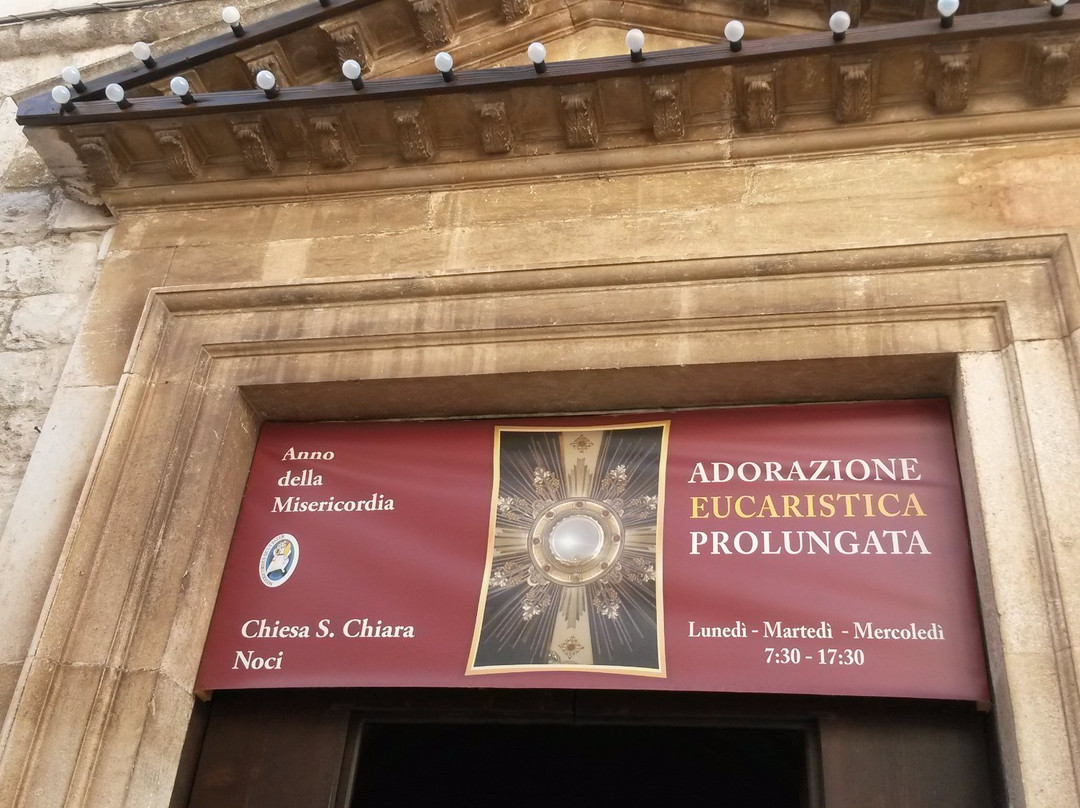 Anno
della
Misericordia
Chiesa S. Chiara
Noci
ADORAZIONE
EUCARISTICA
PROLUNGATA
Lunedì - Martedì - Mercoledì
7:30 - 17:30